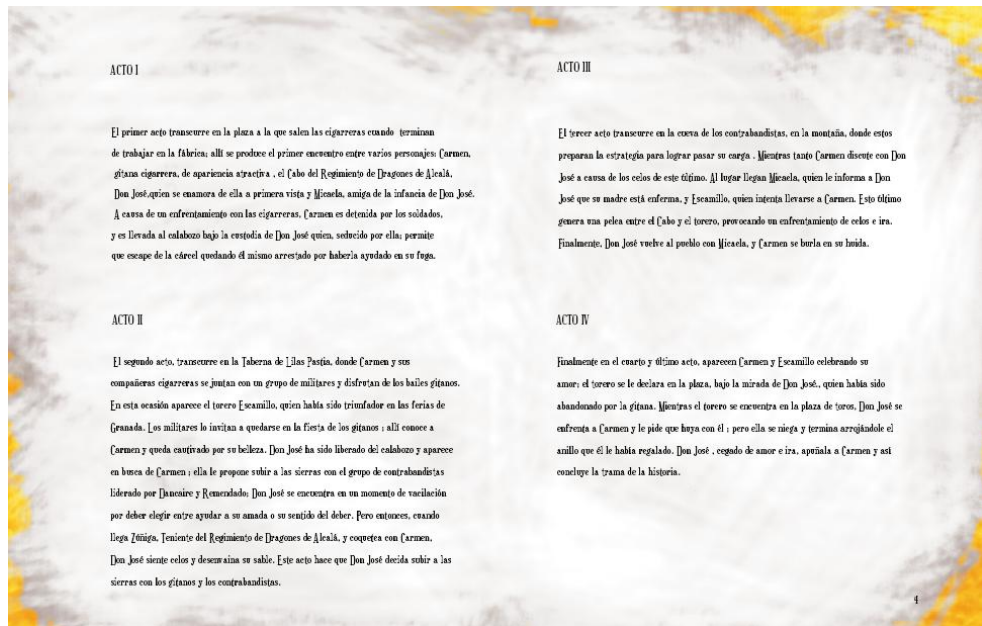 ACTO I
El primer acto transcurre en la plaza a la que salen las cigarreras cuando terminan
de trabajar en la fábrica; allí se produce el primer encuentro entre varios personajes: Carmen,
gitana cigarrera, de apariencia atractiva , el Cabo del Regimiento de Dragones de Alcalá,
Don José,quien se enamora de ella a primera vista y Micaela, amiga de la infancia de Don José.
A causa de un enfrentamiento con las cigarreras, Carmen es detenida por los soldados,
y es llevada al calabozo bajo la custodia de Don José quien, seducido por ella; permite
que escape de la cárcel quedando él mismo arrestado por haberla ayudado en su fuga.
ACTO II
El segundo acto, transcurre en la Taberna de Lilas Pastia, donde Carmen y sus
compañeras cigarreras se juntan con un grupo de militares y disfrutan de los bailes gitanos.
En esta ocasión aparece el torero Escamillo, quien había sido triunfador en las ferias de
Granada. Los militares lo invitan a quedarse en la fiesta de los gitanos ; allí conoce a
Carmen y queda cautivado por su belleza. Don José ha sido liberado del calabozo y aparece
en busca de Carmen ; ella le propone subir a las sierras con el grupo de contrabandistas
liderado por Dancaire y Remendado; Don José se encuentra en un momento de vacilación
por deber elegir entre ayudar a su amada o su sentido del deber. Pero entonces, cuando
llega Zúñiga, Teniente del Regimiento de Dragones de Alcalá, y coquetea con Carmen,
Don José siente celos y desenvaina su sable. Este acto hace que Don José decida subir a las
sierras con los gitanos y los contrabandistas.
ACTO III
El tercer acto transcurre en la cueva de los contrabandistas, en la montaña, donde estos
preparan la estrategia para lograr pasar su carga . Mientras tanto Carmen discute con Don
José a causa de los celos de este último. Al lugar llegan Micaela, quien le informa a Don
José que su madre está enferma, y Escamillo, quien intenta llevarse a Carmen. Esto último
genera una pelea entre el Cabo y el torero, provocando un enfrentamiento de celos e ira.
Finalmente, Don José vuelve al pueblo con Micaela, y Carmen se burla en su huida.
ACTO IV
Finalmente en el cuarto y último acto, aparecen Carmen y Escamillo celebrando su
amor; el torero se le declara en la plaza, bajo la mirada de Don José., quien había sido
abandonado por la gitana. Mientras el torero se encuentra en la plaza de toros, Don José se
enfrenta a Carmen y le pide que huya con él ; pero ella se niega y termina arrojándole el
anillo que él le había regalado. Don José , cegado de amor e ira, apuñala a Carmen y así
concluye la trama de la historia.
4